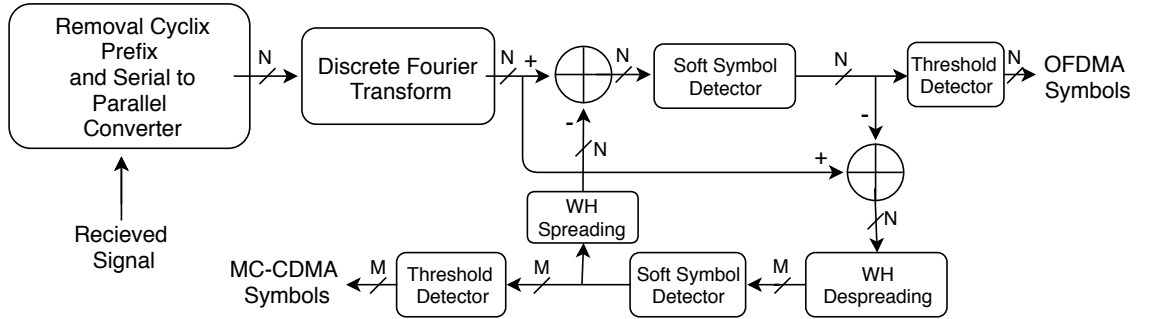 Removal Cyclix
Prefix
and Serial to
Parallel
Converter
N
Discrete Fourier
Transform
N
+
N
Soft Symbol
Detector
N
Threshold
Detector
N
OFDMA
Symbols
-
-
N
+
Recieved
Signal
WH
Spreading
N
MC-CDMA
Symbols
M
Threshold
Detector
M
Soft Symbol
Detector
M
WH
Despreading